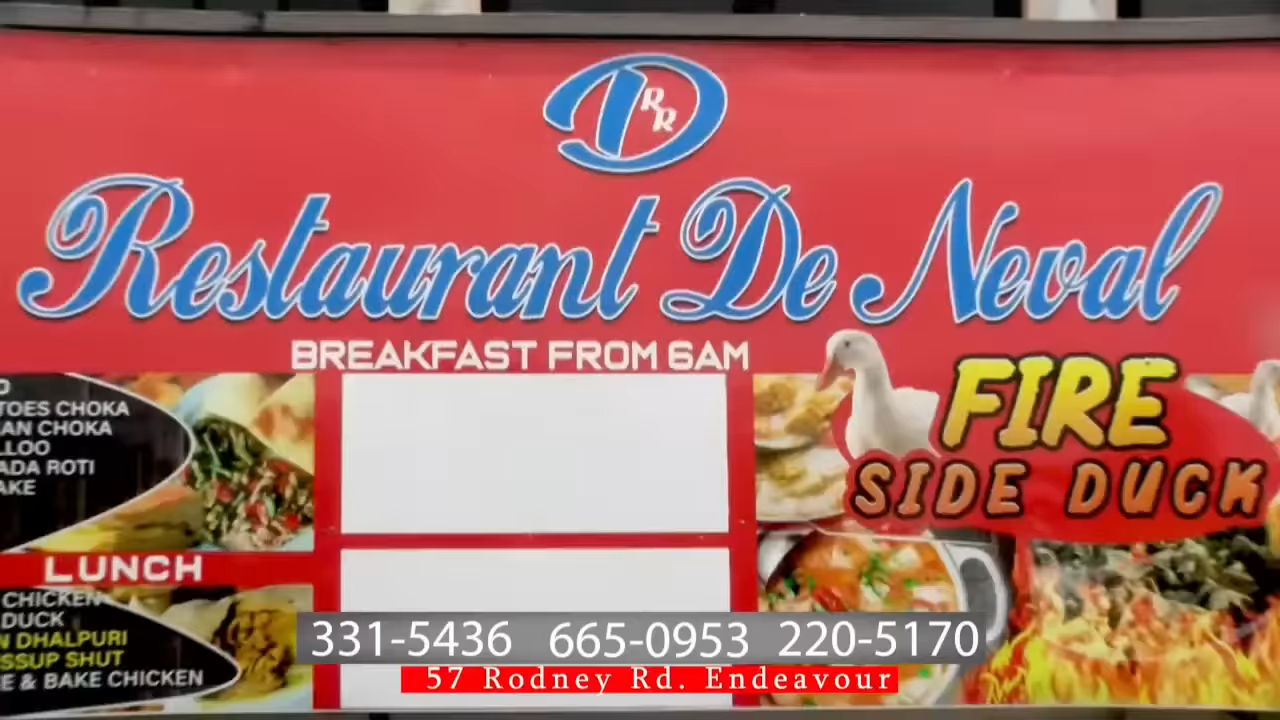 D
R
R
Restaurant De Neval
BREAKFAST FROM 6AM
FIRE
SIDE DUCK
TOES CHOKA
AN CHOKA
LLOO
ADA ROTI
AKE
LUNCH
CHICKEN
DUCK
N DHALPURI
SSUP SHUT
E & BAKE CHICKEN
331-5436 665-0953 220-5170
57 Rodney Rd. Endeavour